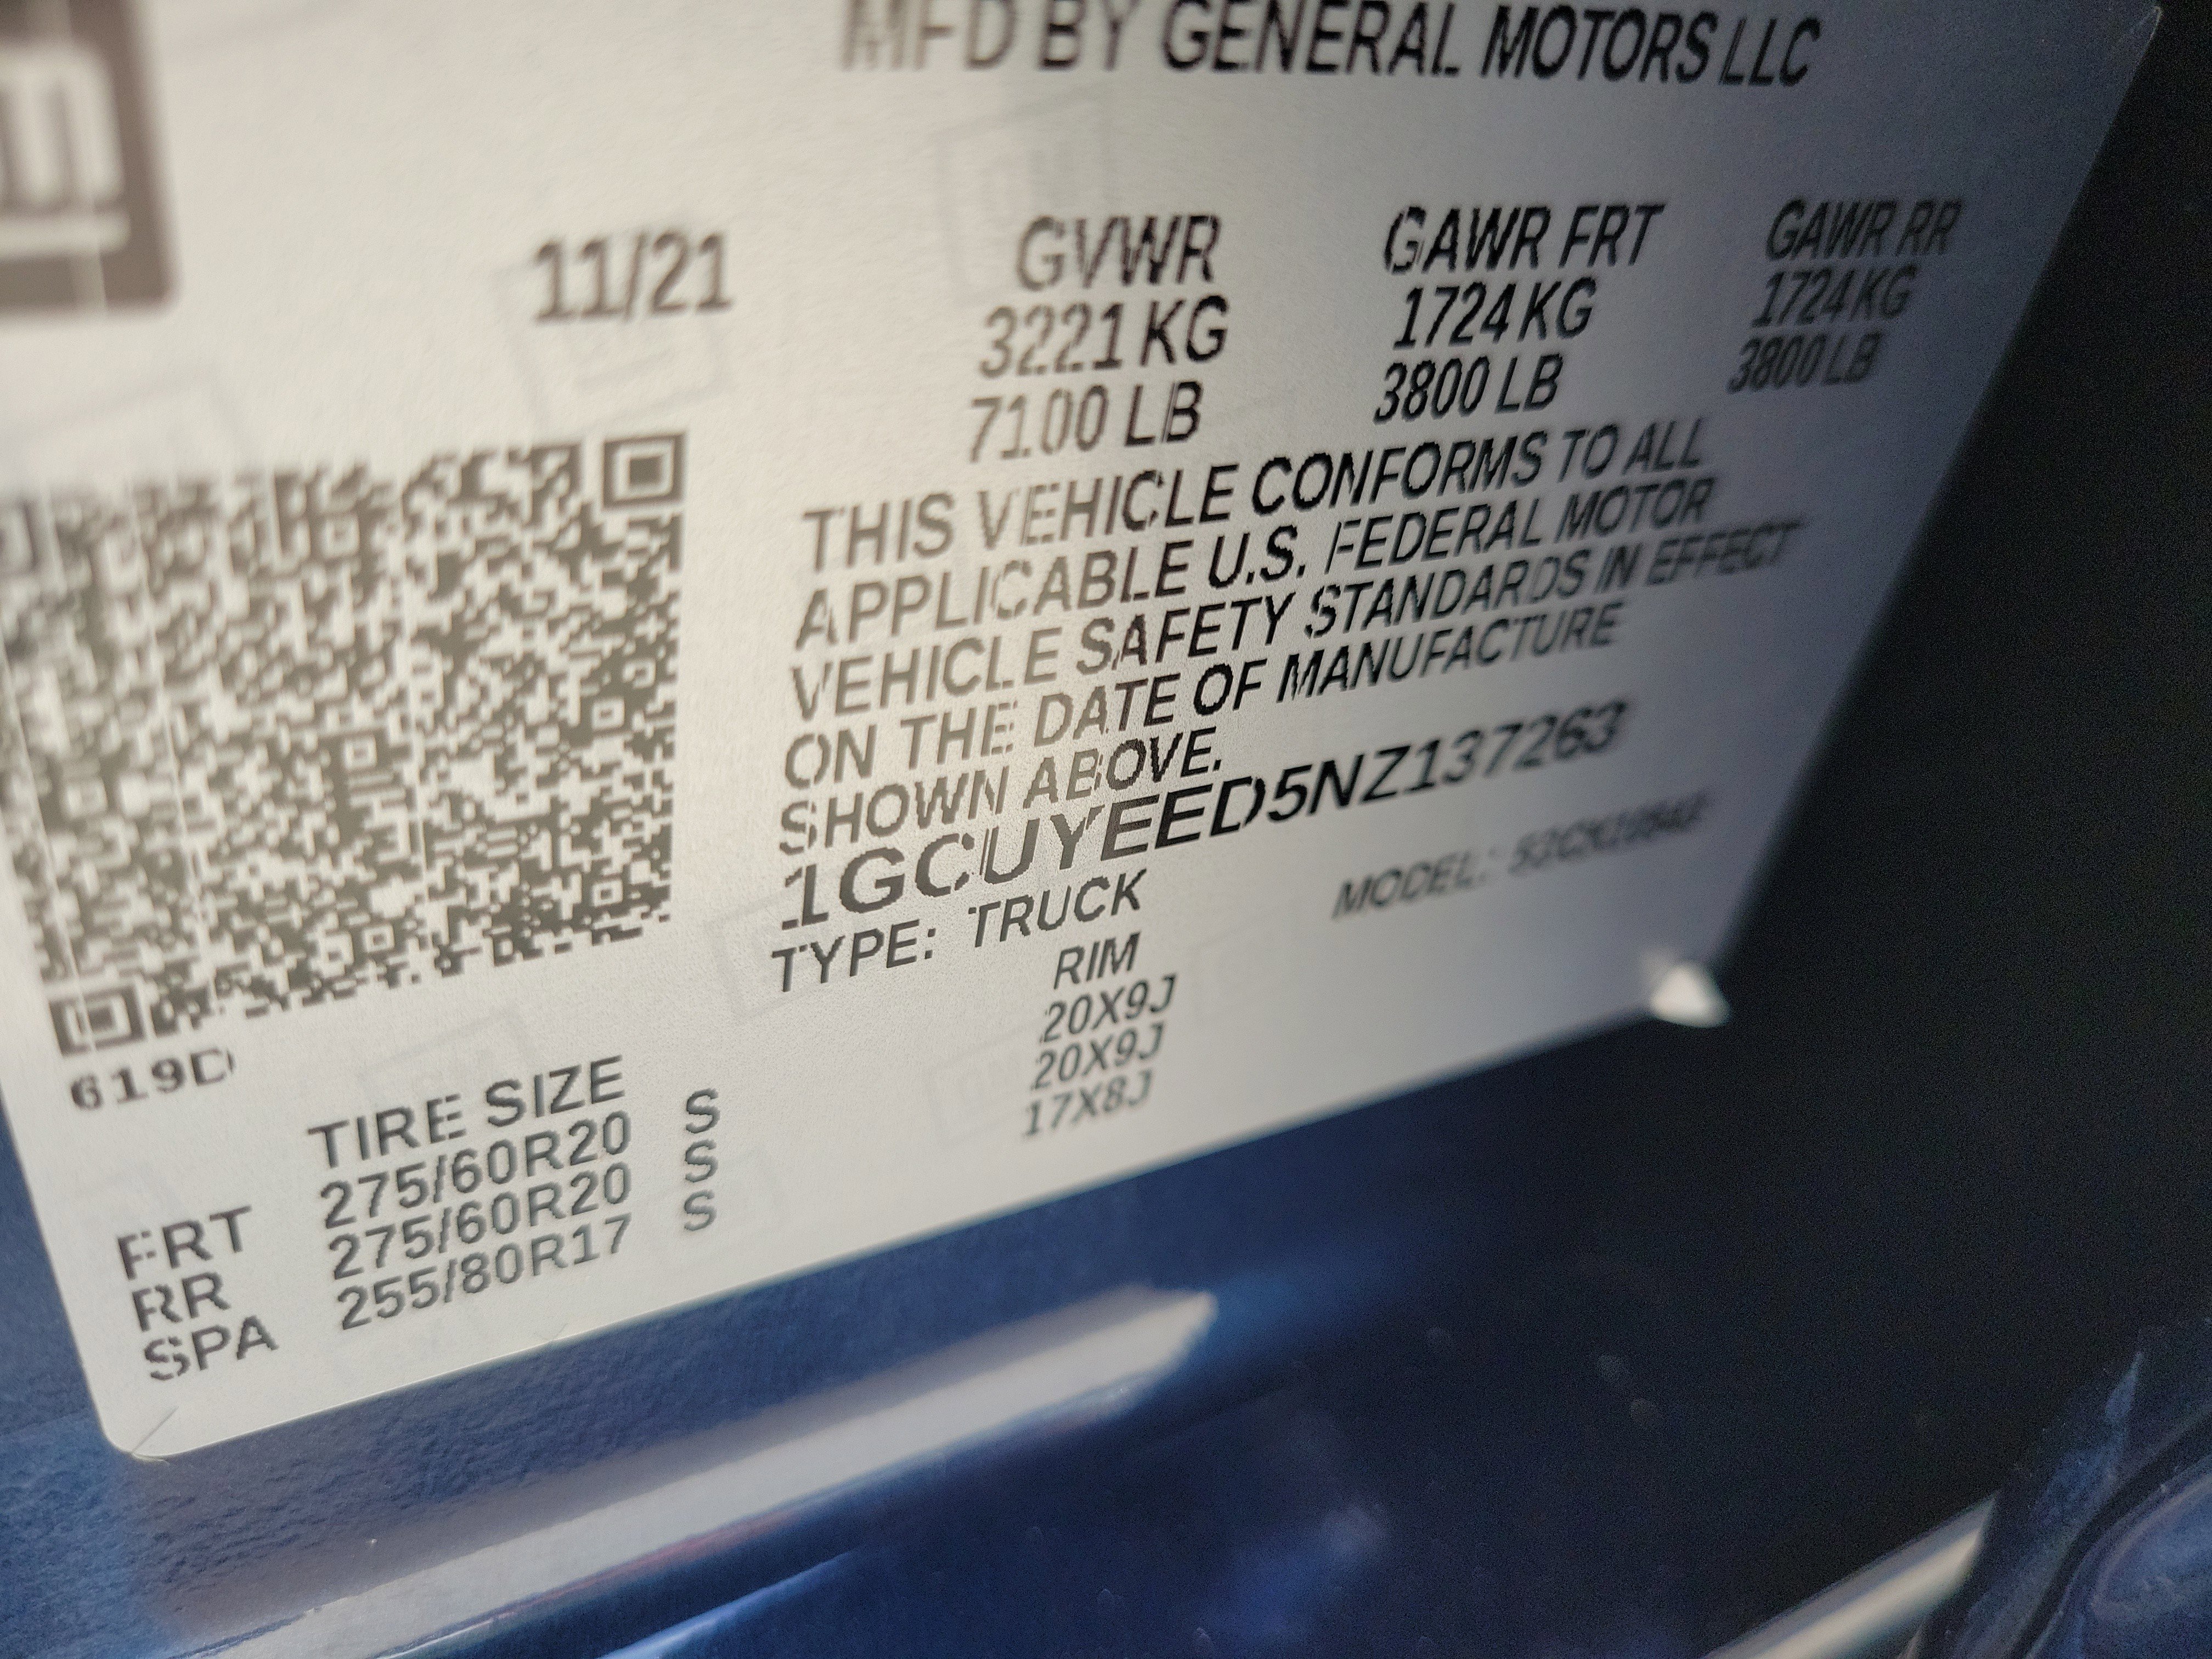 MFD BY GENERAL MOTORS LLC
11/21
GVWR GAWR FRT GAWR RR
3221 KG 1724 KG 1724 KG
7100 LB 3800 LB 3800 LB
THIS VEHICLE CONFORMS TO ALL
APPLICABLE U.S. FEDERAL MOTOR
VEHICLE SAFETY STANDARDS IN EFFECT
ON THE DATE OF MANUFACTURE
SHOWN ABOVE.
1GCUYEED5NZ137263
TYPE: TRUCK MODEL:
619D
TIRE SIZE RIM
FRT 275/60R20 S 20X9J
RR 275/60R20 S 20X9J
SPA 255/80R17 S 17X8J